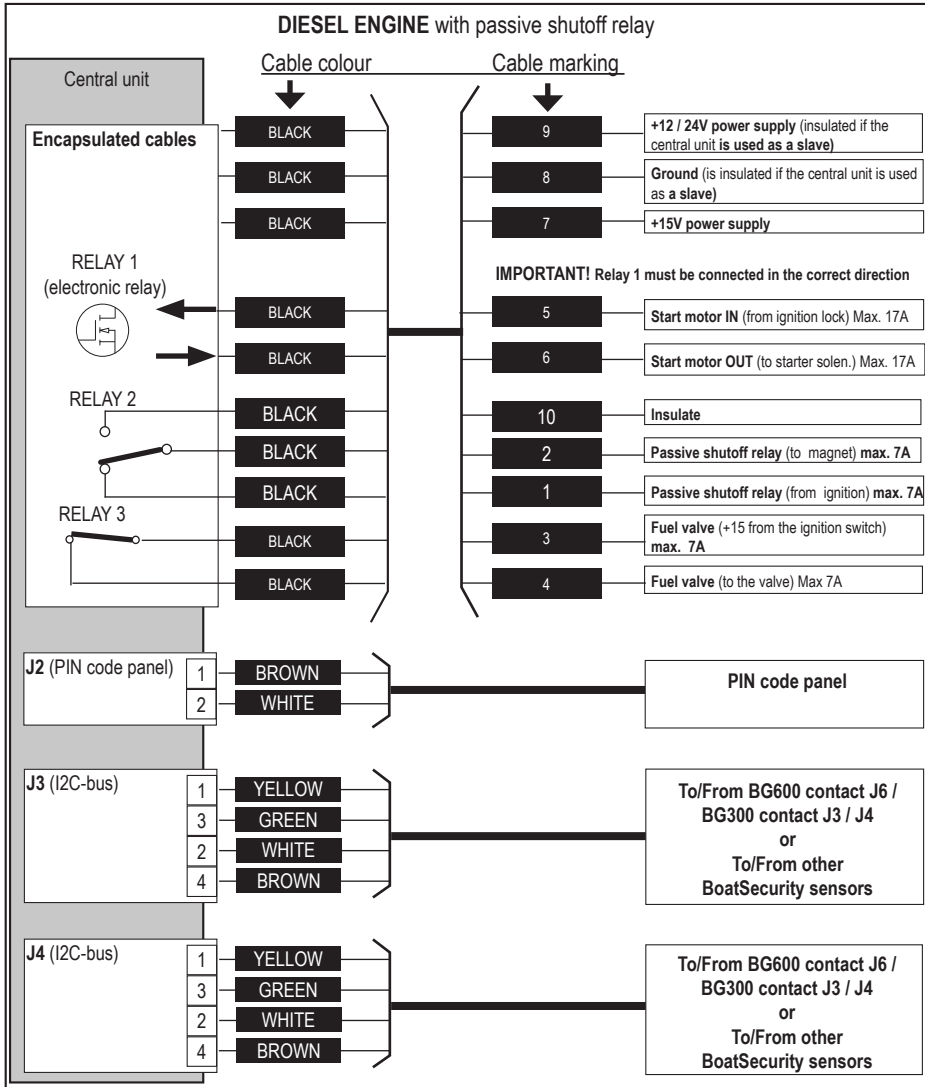 DIESEL ENGINE with passive shutoff relay
Central unit
Cable colour
Cable marking
Encapsulated cables
BLACK
9
+12 / 24V power supply (insulated if the
central unit is used as a slave)
BLACK
8
Ground (is insulated if the central unit is used
as a slave)
BLACK
7
+15V power supply
RELAY 1
(electronic relay)
IMPORTANT! Relay 1 must be connected in the correct direction
BLACK
5
Start motor IN (from ignition lock) Max. 17A
BLACK
6
Start motor OUT (to starter solen.) Max. 17A
RELAY 2
BLACK
10
Insulate
BLACK
2
Passive shutoff relay (to magnet) max. 7A
BLACK
1
Passive shutoff relay (from ignition) max. 7A
RELAY 3
BLACK
3
Fuel valve (+15 from the ignition switch)
max. 7A
BLACK
4
Fuel valve (to the valve) Max 7A
J2 (PIN code panel)
1
BROWN
2
WHITE
PIN code panel
J3 (I2C-bus)
1
YELLOW
3
GREEN
2
WHITE
4
BROWN
To/From BG600 contact J6 /
BG300 contact J3 / J4
or
To/From other
BoatSecurity sensors
J4 (I2C-bus)
1
YELLOW
3
GREEN
2
WHITE
4
BROWN
To/From BG600 contact J6 /
BG300 contact J3 / J4
or
To/From other
BoatSecurity sensors